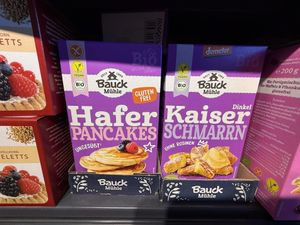 Bauck
Mühle
GLUTEN
FREI
BIO
Hafer
PANCAKES
UNGESÜßT
Bauck
Mühle
demeter
Bauck
Mühle
BIO
Dinkel
Kaiser
SCHMARRN
OHNE ROSINEN
Bauck
Mühle
ELETTS
ELETTS
200 g